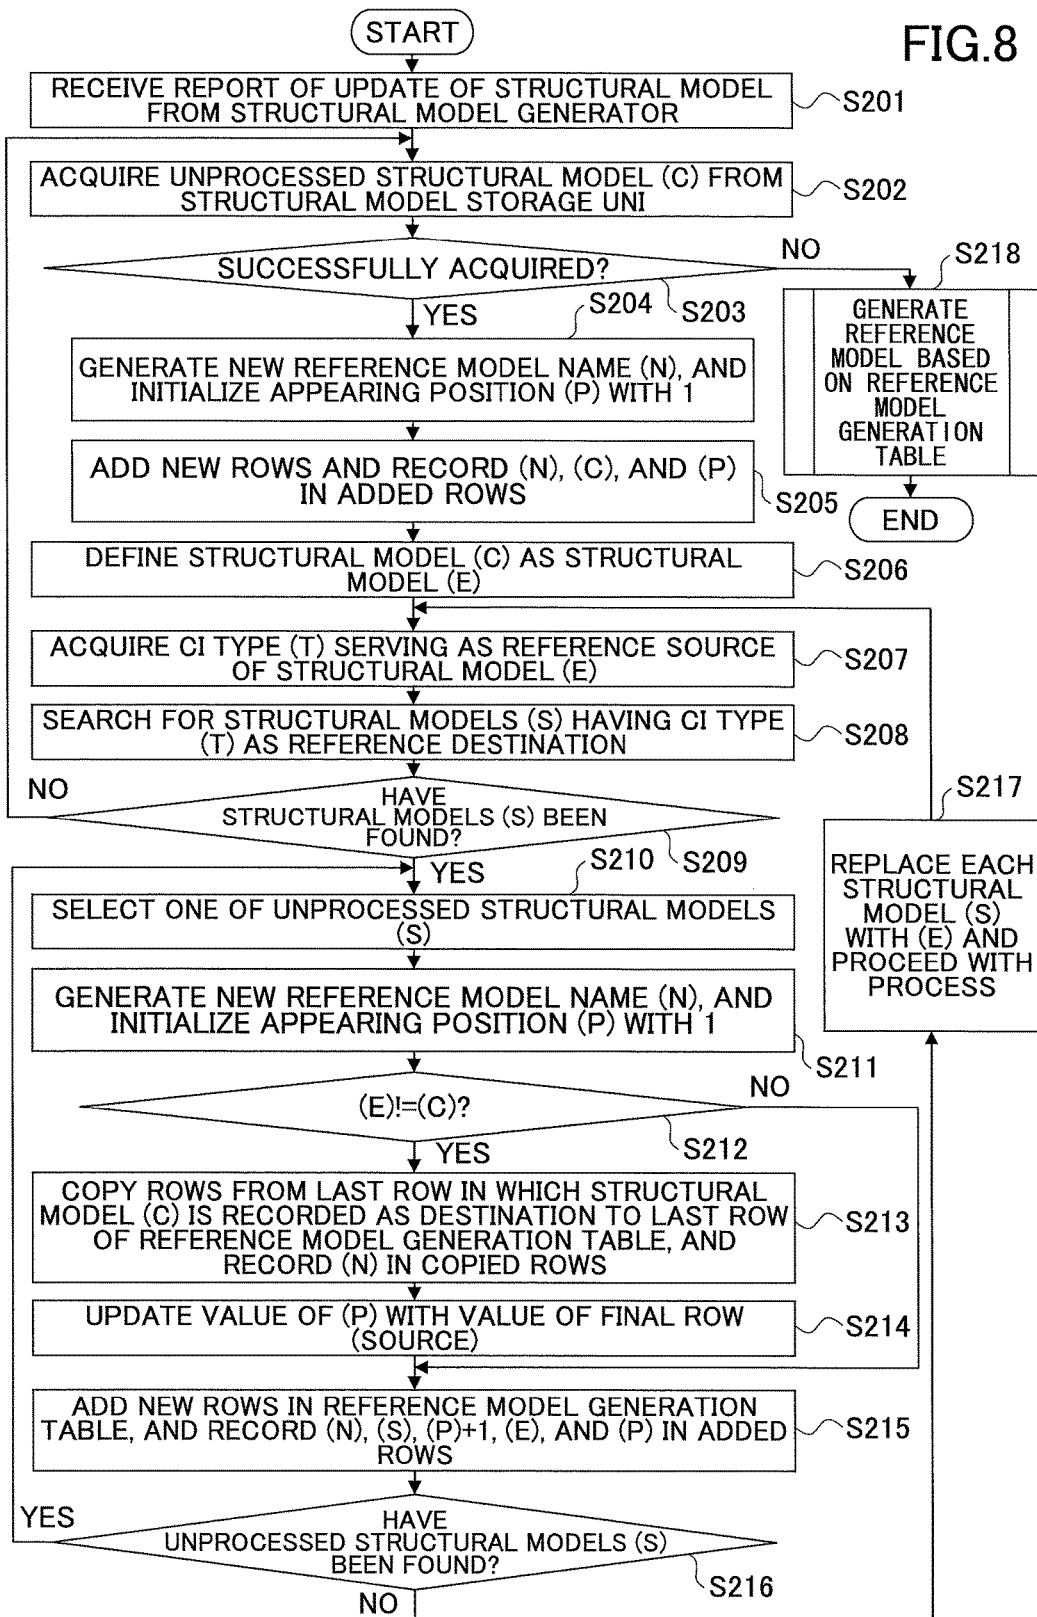 FIG.8
START
RECEIVE REPORT OF UPDATE OF STRUCTURAL MODEL
FROM STRUCTURAL MODEL GENERATOR
S201
ACQUIRE UNPROCESSED STRUCTURAL MODEL (C) FROM
STRUCTURAL MODEL STORAGE UNI
S202
SUCCESSFULLY ACQUIRED?
S203
NO
YES
S218
GENERATE
REFERENCE
MODEL BASED
ON REFERENCE
MODEL
GENERATION
TABLE
END
S204
GENERATE NEW REFERENCE MODEL NAME (N), AND
INITIALIZE APPEARING POSITION (P) WITH 1
ADD NEW ROWS AND RECORD (N), (C), AND (P)
IN ADDED ROWS
S205
DEFINE STRUCTURAL MODEL (C) AS STRUCTURAL
MODEL (E)
S206
ACQUIRE CI TYPE (T) SERVING AS REFERENCE SOURCE
OF STRUCTURAL MODEL (E)
S207
SEARCH FOR STRUCTURAL MODELS (S) HAVING CI TYPE
(T) AS REFERENCE DESTINATION
S208
NO
HAVE
STRUCTURAL MODELS (S) BEEN
FOUND?
S209
YES
S210
SELECT ONE OF UNPROCESSED STRUCTURAL MODELS
(S)
GENERATE NEW REFERENCE MODEL NAME (N), AND
INITIALIZE APPEARING POSITION (P) WITH 1
S211
S217
REPLACE EACH
STRUCTURAL
MODEL (S)
WITH (E) AND
PROCEED WITH
PROCESS
(E)!=(C)?
NO
S212
YES
COPY ROWS FROM LAST ROW IN WHICH STRUCTURAL
MODEL (C) IS RECORDED AS DESTINATION TO LAST ROW
OF REFERENCE MODEL GENERATION TABLE, AND
RECORD (N) IN COPIED ROWS
S213
UPDATE VALUE OF (P) WITH VALUE OF FINAL ROW
(SOURCE)
S214
ADD NEW ROWS IN REFERENCE MODEL GENERATION
TABLE, AND RECORD (N), (S), (P)+1, (E), AND (P) IN ADDED
ROWS
S215
YES
HAVE
UNPROCESSED STRUCTURAL MODELS (S)
BEEN FOUND?
S216
NO